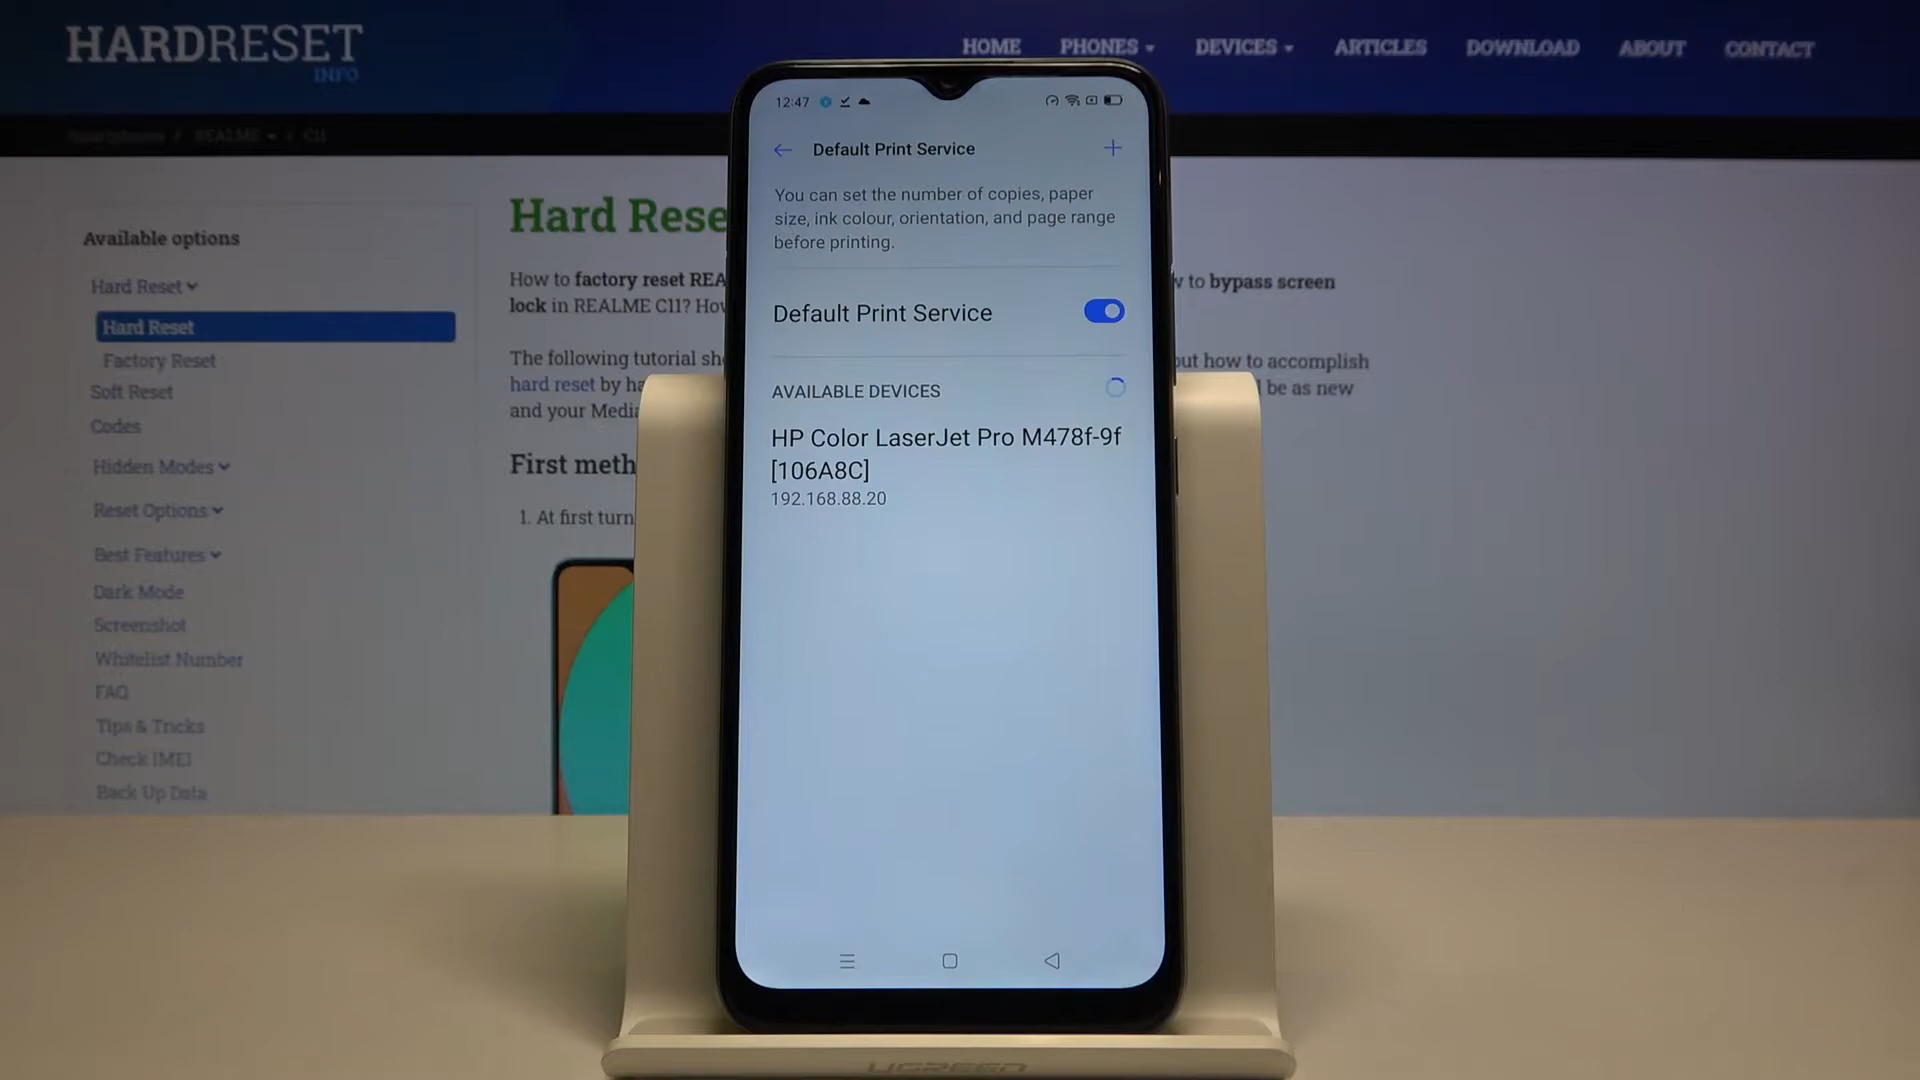 HARDRESET
INFO
HOME PHONES DEVICES ARTICLES DOWNLOAD ABOUT CONTACT
REALME C11
Available options
Hard Reset
Hard Reset
Factory Reset
Soft Reset
Codes
Hidden Modes
Reset Options
Best Features
Dark Mode
Screenshot
Whitelist Number
FAQ
Tips & Tricks
Check IMEI
Back Up Data
Hard Rese
How to factory reset REA
lock in REALME C11? How
to bypass screen
The following tutorial sh
out how to accomplish
hard reset by ha
be as new
and your Media
First meth
1. At first turn
12:47
Default Print Service
You can set the number of copies, paper
size, ink colour, orientation, and page range
before printing.
Default Print Service
AVAILABLE DEVICES
HP Color LaserJet Pro M478f-9f
[106A8C]
192.168.88.20
UGREEN